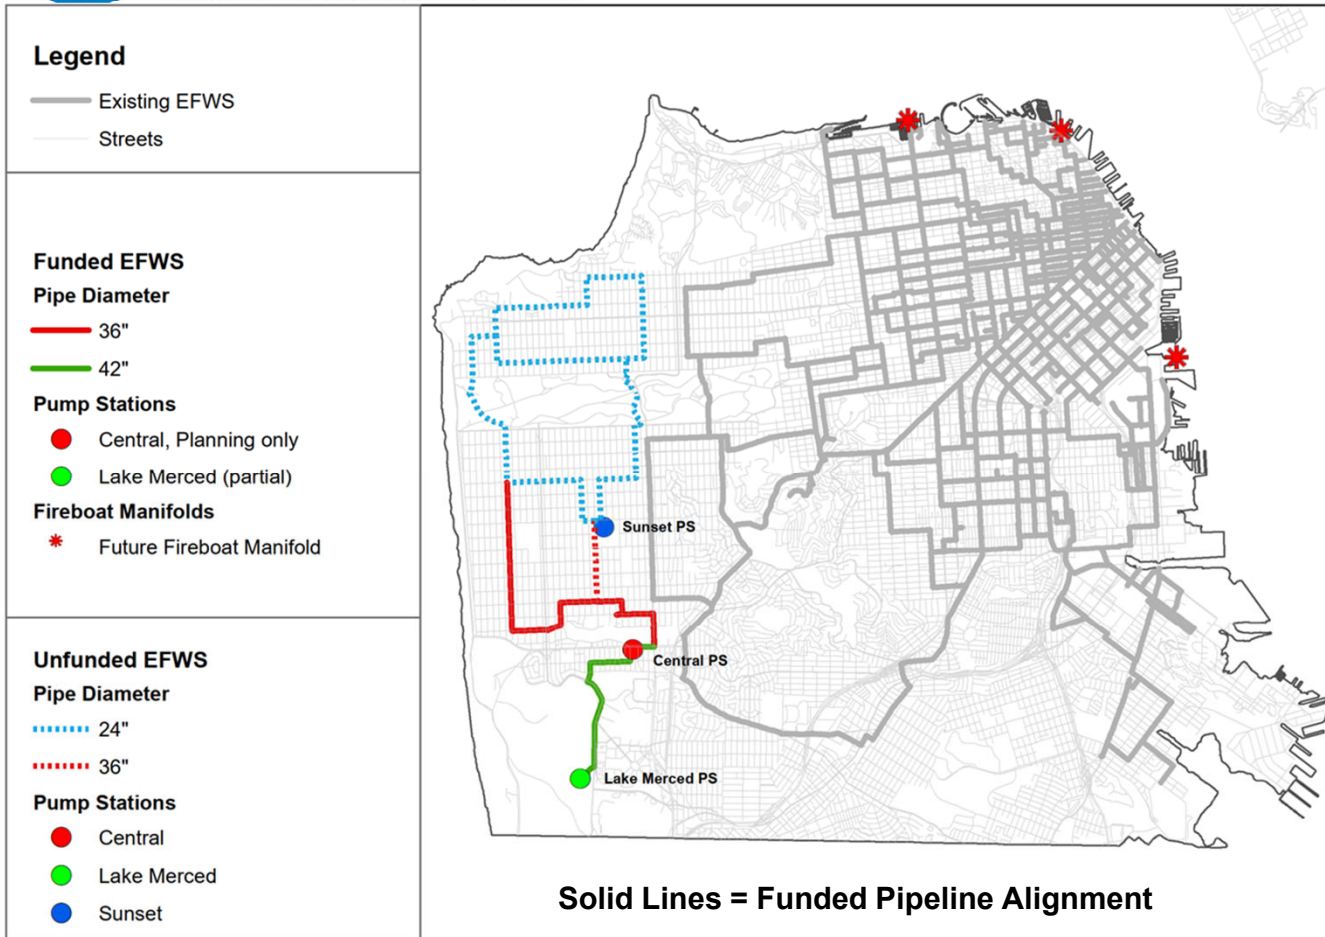 Legend
Existing EFWS
Streets
Funded EFWS
Pipe Diameter
36"
42"
Pump Stations
Central, Planning only
Lake Merced (partial)
Fireboat Manifolds
Future Fireboat Manifold
Unfunded EFWS
Pipe Diameter
24"
36"
Pump Stations
Central
Lake Merced
Sunset
Sunset PS
Central PS
Lake Merced PS
Solid Lines = Funded Pipeline Alignment